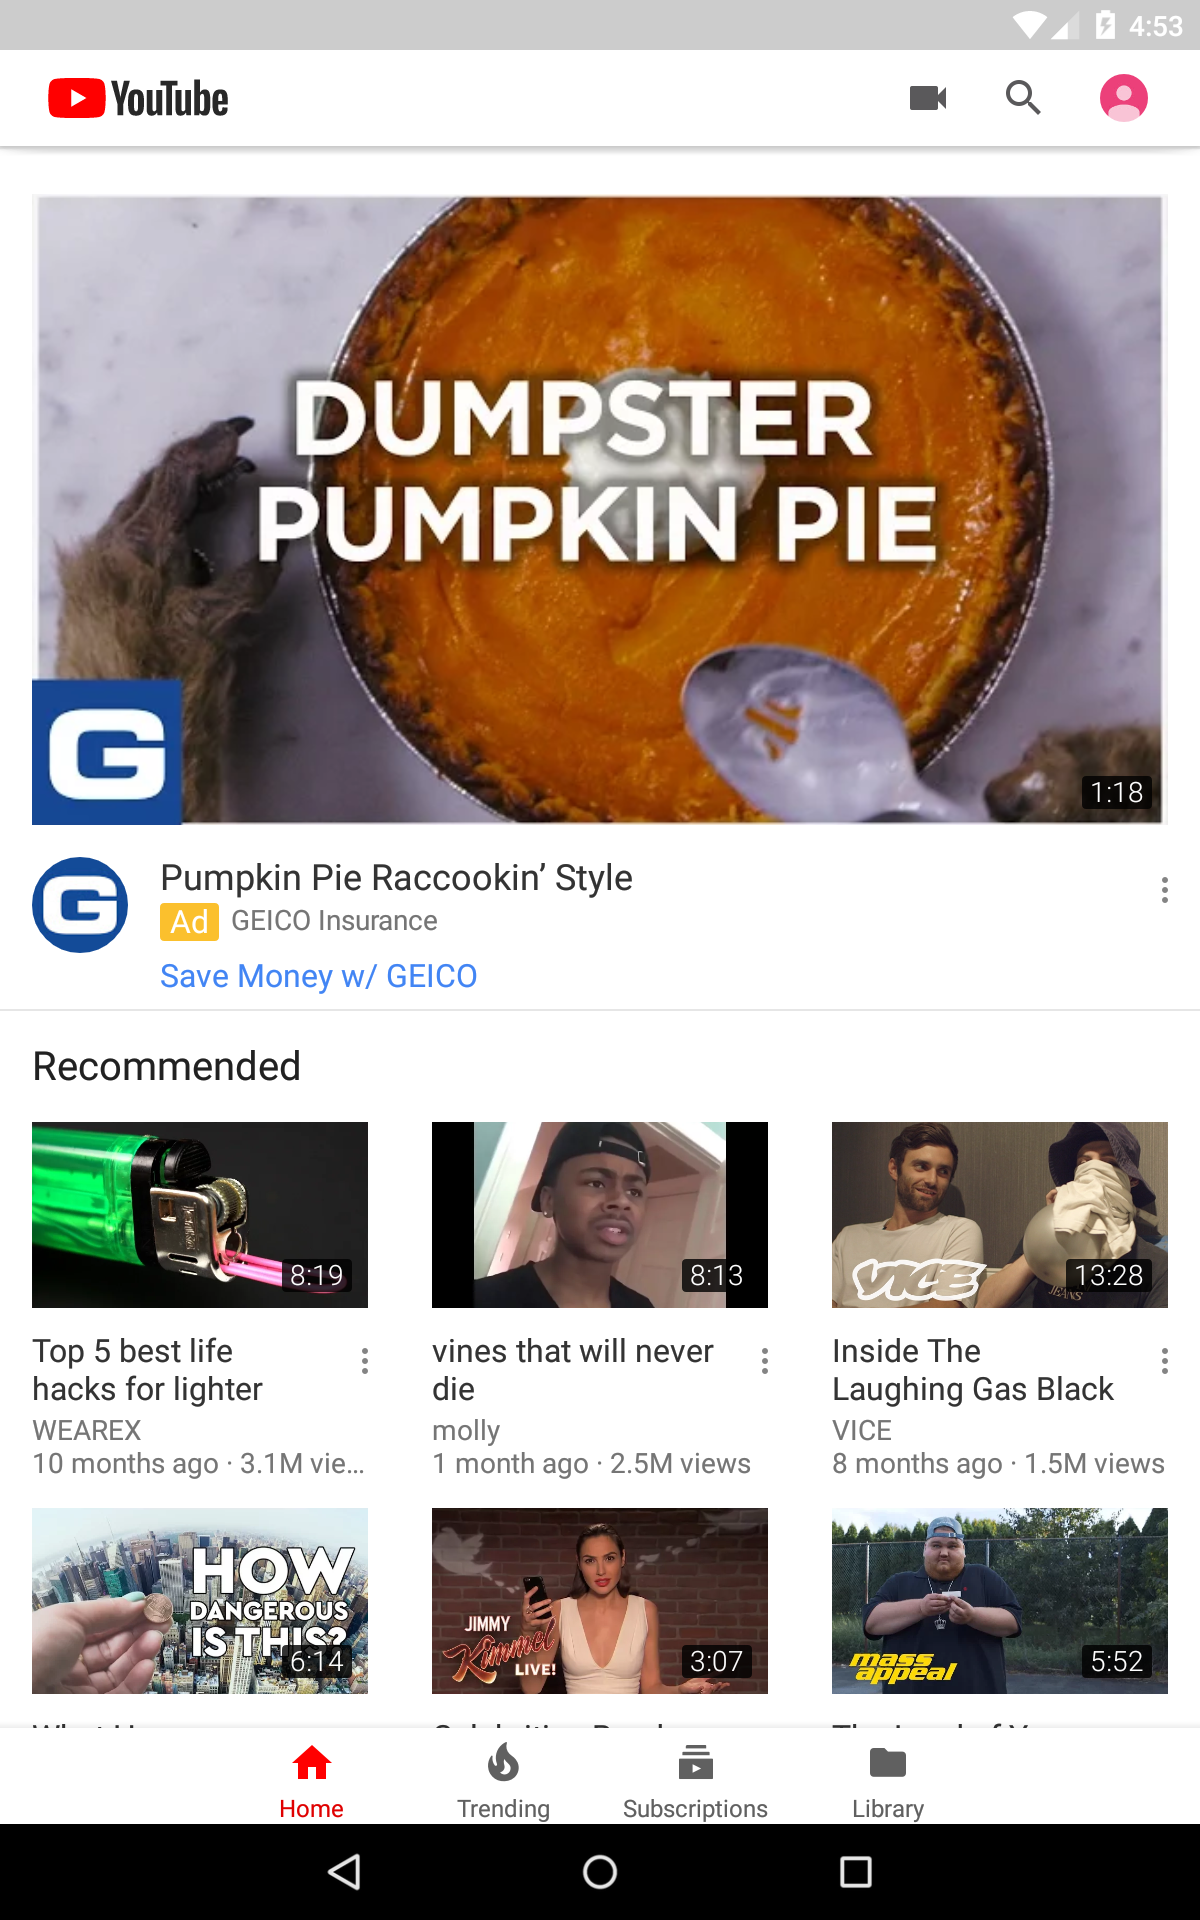 4:53
YouTube
DUMPSTER
PUMPKIN PIE
G
1:18
G
Pumpkin Pie Raccookin’ Style
Ad GEICO Insurance
Save Money w/ GEICO
Recommended
8:19
8:13
VICE
JEANS
13:28
Top 5 best life
hacks for lighter
WEAREX
10 months ago · 3.1M vie...
vines that will never
die
molly
1 month ago · 2.5M views
Inside The
Laughing Gas Black
VICE
8 months ago · 1.5M views
HOW
DANGEROUS
IS THIS?
6:14
JIMMY
Kimmel
LIVE!
3:07
mass
appeal
5:52
Home
Trending
Subscriptions
Library